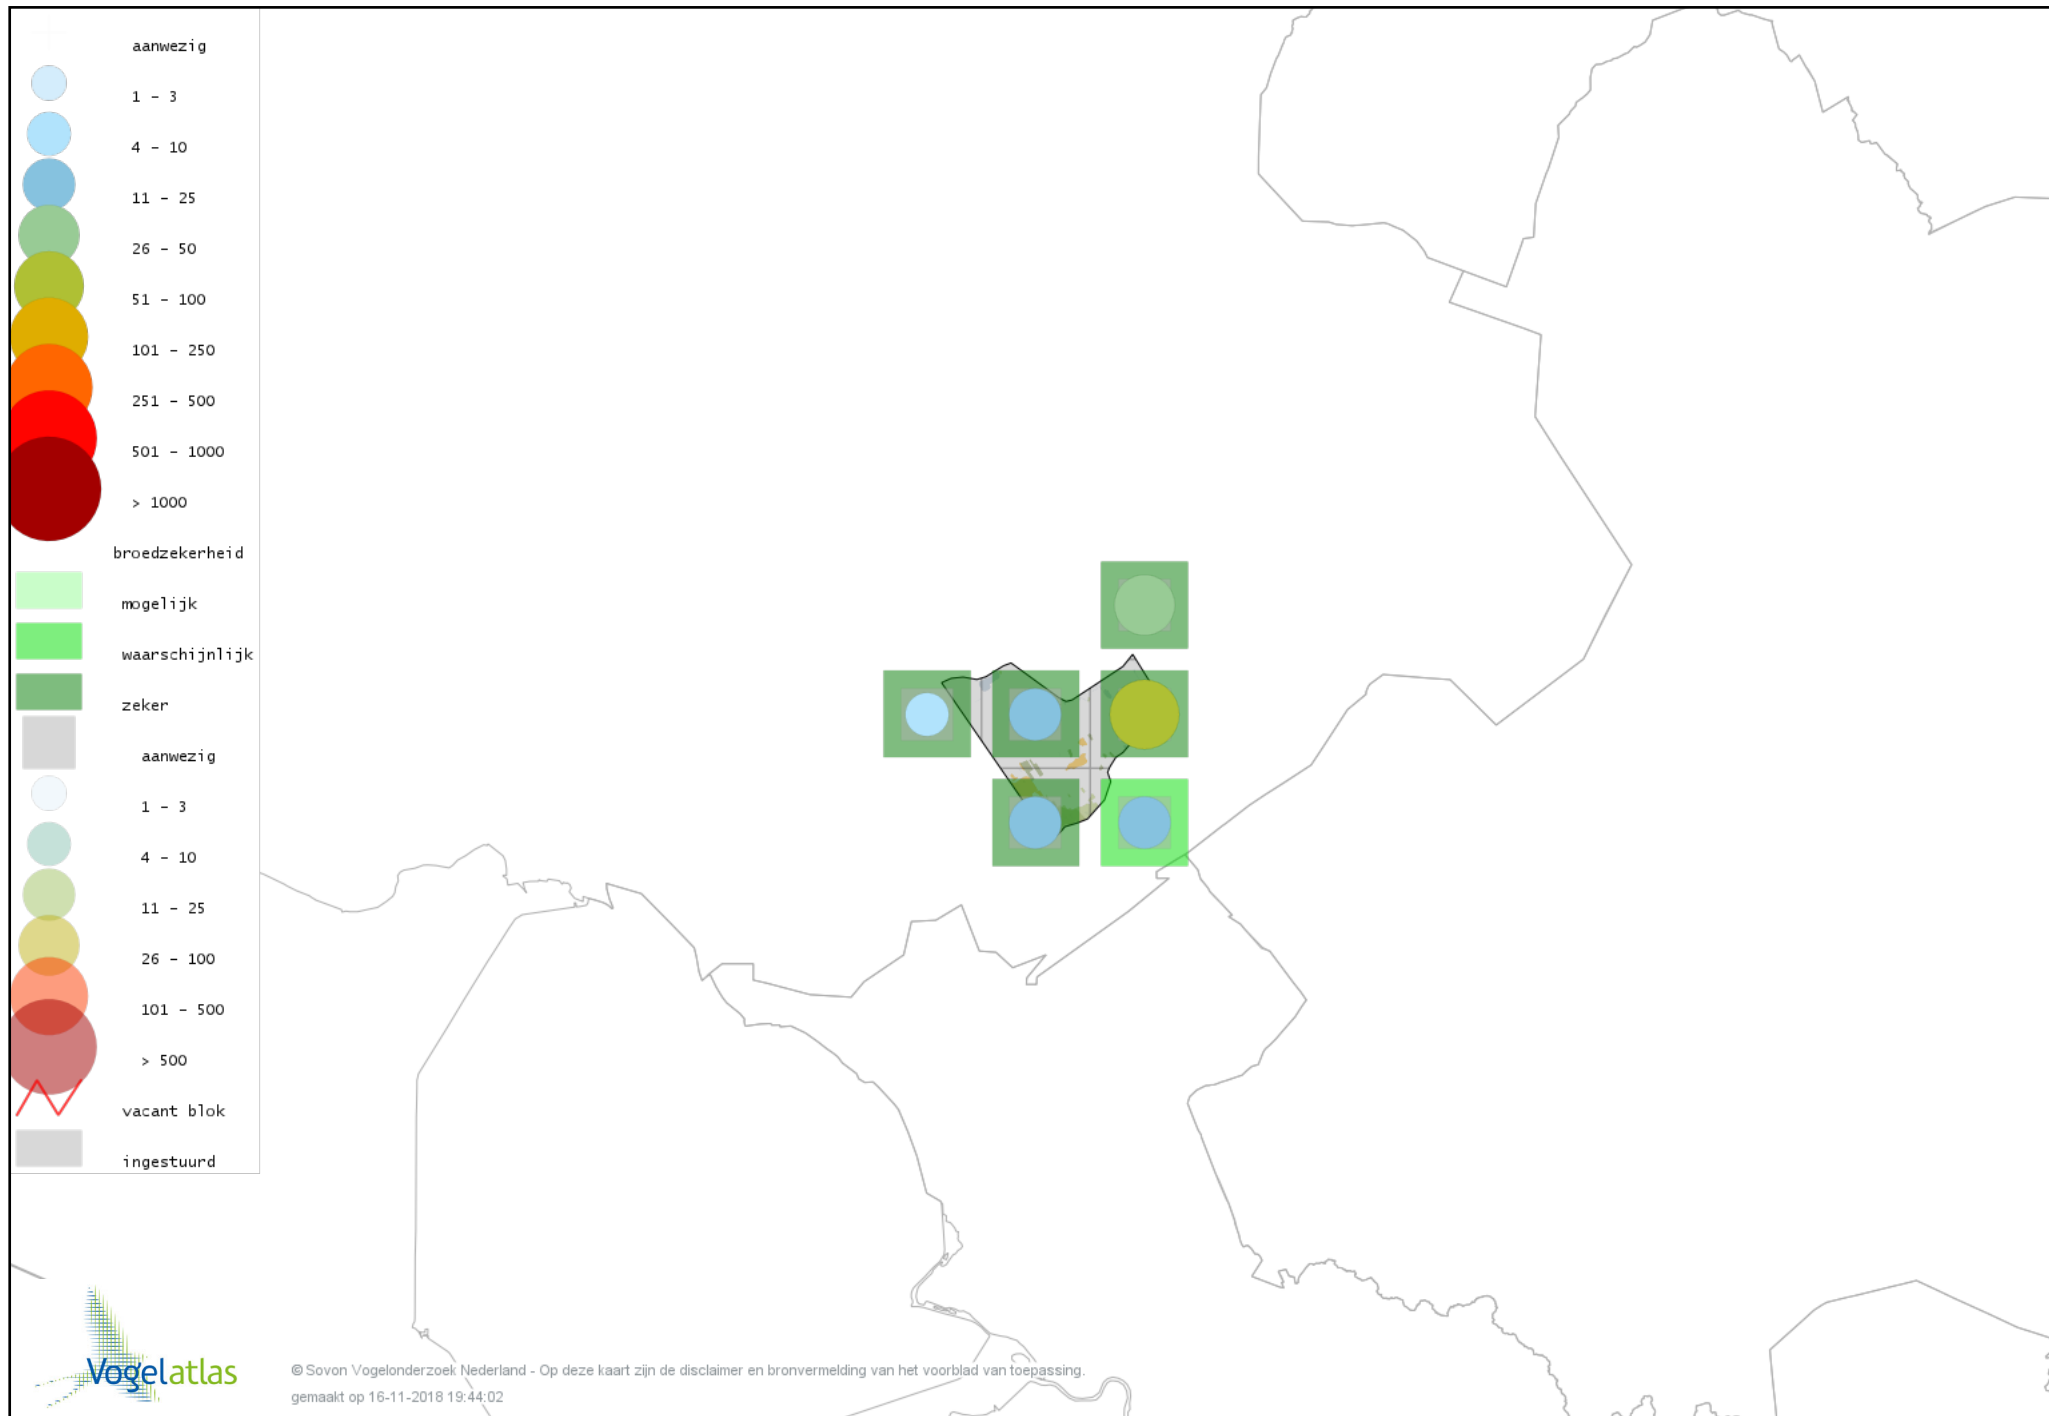 aanwezig
1 - 3
4 - 10
11 - 25
26 - 50
51 - 100
101 - 250
251 - 500
501 - 1000
> 1000
broedzekerheid
mogelijk
waarschijnlijk
zeker
aanwezig
1 - 3
4 - 10
11 - 25
26 - 100
101 - 500
> 500
vacant blok
ingestuurd
Vogelatlas
© Sovon Vogelonderzoek Nederland - Op deze kaart zijn de disclaimer en bronvermelding van het voorblad van toepassing.
gemaakt op 16-11-2018 19:44:02